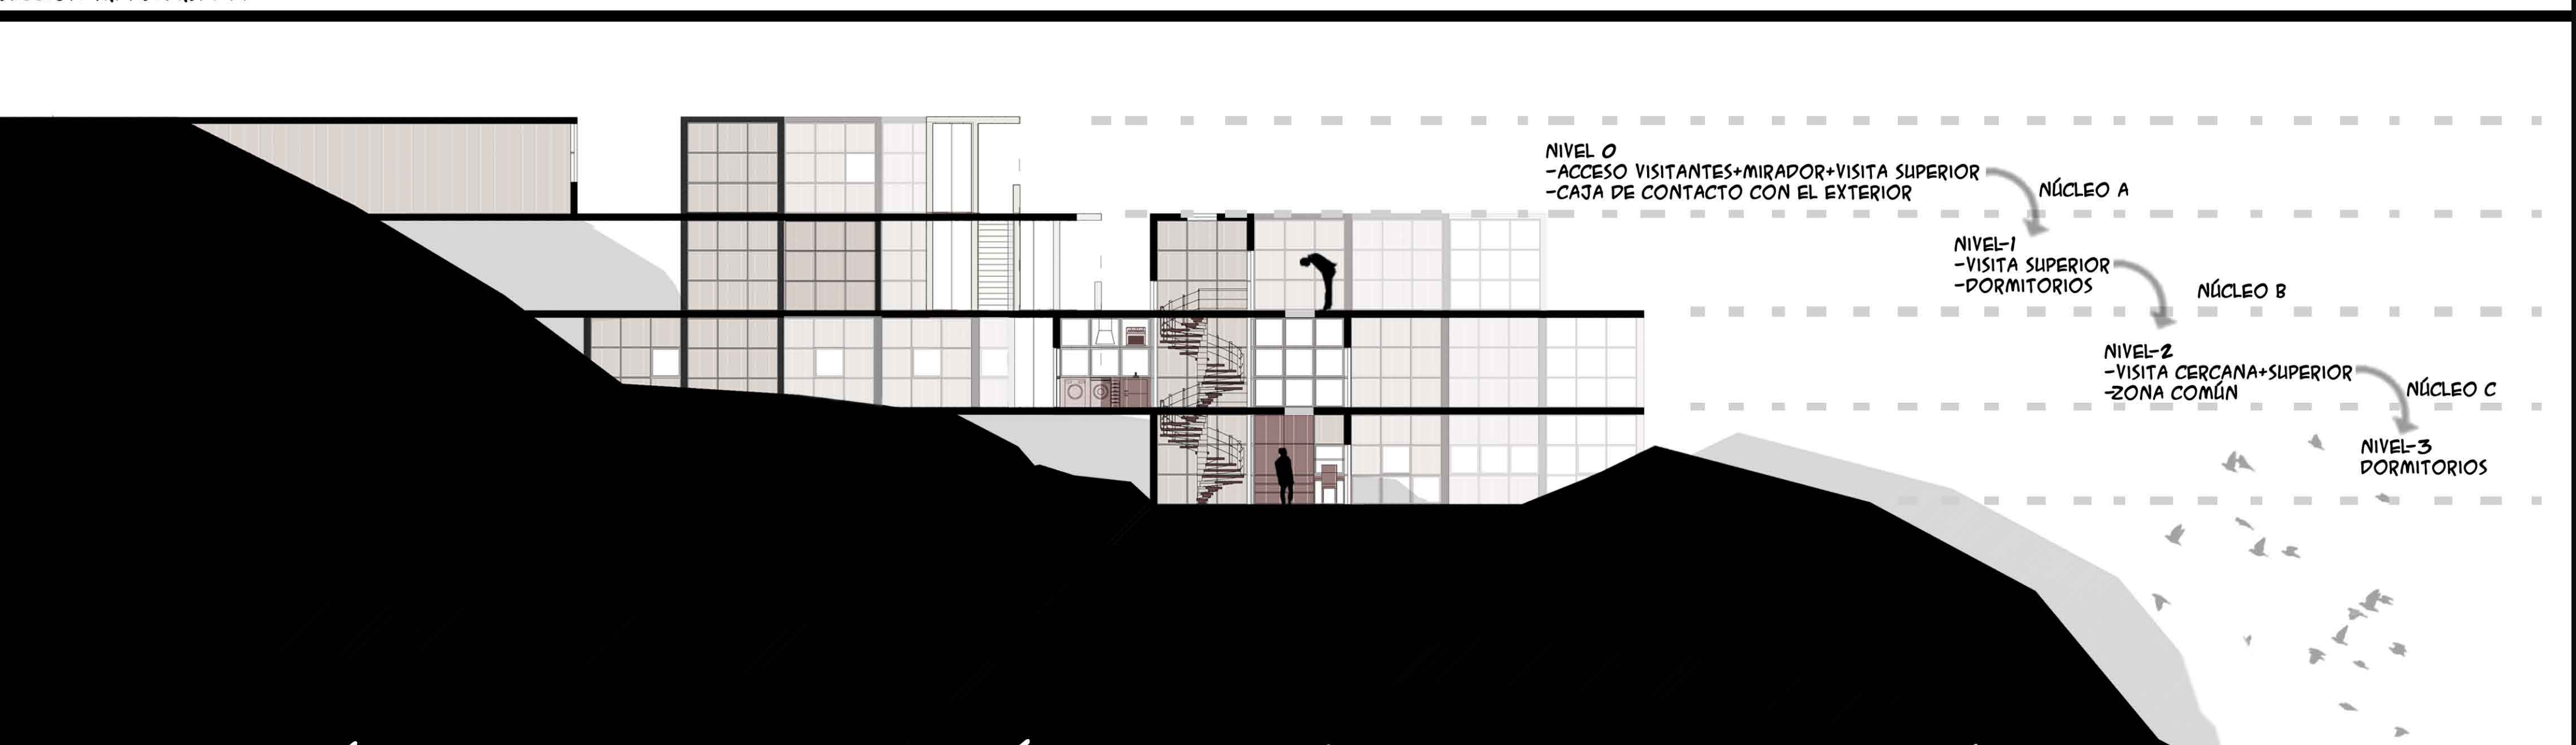 NIVEL 0
-ACCESO VISITANTES+MIRADOR+VISITA SUPERIOR
-CAJA DE CONTACTO CON EL EXTERIOR
NÚCLEO A
NIVEL-1
-VISITA SUPERIOR
-DORMITORIOS
NÚCLEO B
NIVEL-2
-VISITA CERCANA+SUPERIOR
-ZONA COMÚN
NÚCLEO C
NIVEL-3
DORMITORIOS